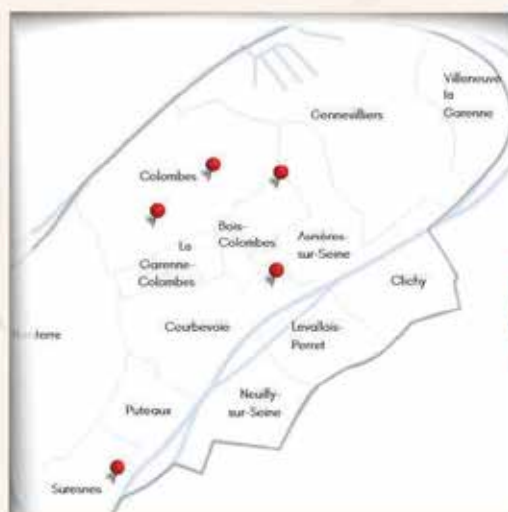 Villeneuve
la
Garenne
Gennevilliers
Colombes
Bois-
Colombes
Asnières-
sur-Seine
La
Garenne-
Colombes
Clichy
Courbevoie
Levallois-
Perret
Neuilly-
sur-Seine
Puteaux
Suresnes